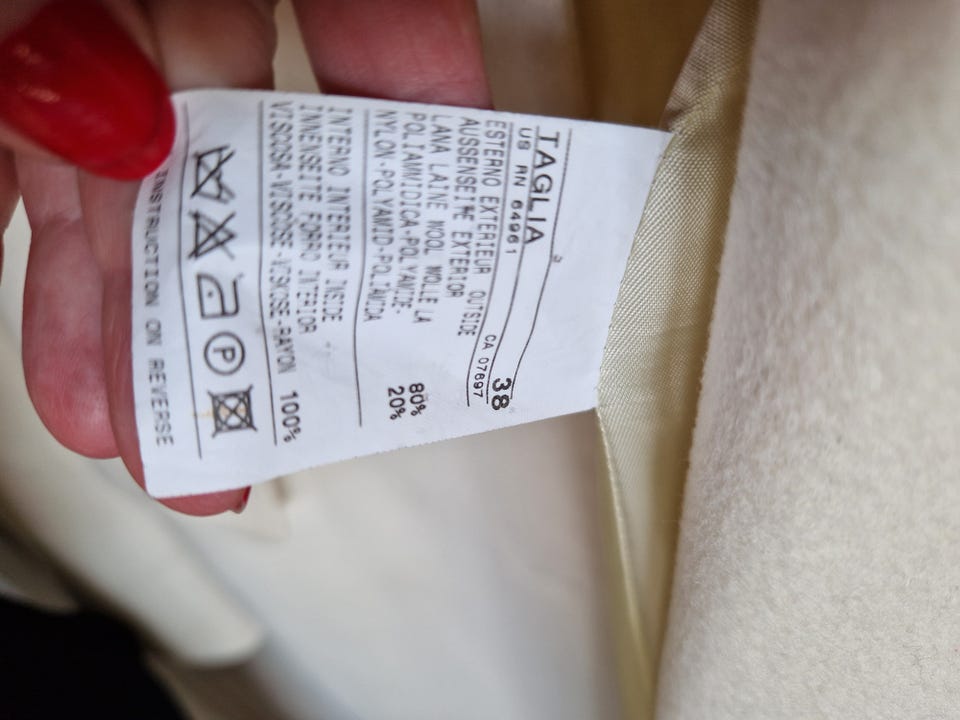 TAGLIA 38
US RN 64961 CA 07697
ESTERNO EXTERIEUR OUTSIDE
AUSSENSEITE EXTERIOR
LANA LAINE WOOL WOLLE LA 80%
POLIAMMIDICA-POLYAMIDE- 20%
NYLON-POLYAMID-POLIAMIDA
INTERNO INTERIEUR INSIDE
INNENSEITE FORRO INTERIOR
VISCOSA-VISCOSE-VISKOSE-RAYON 100%
P
INSTRUCTION ON REVERSE